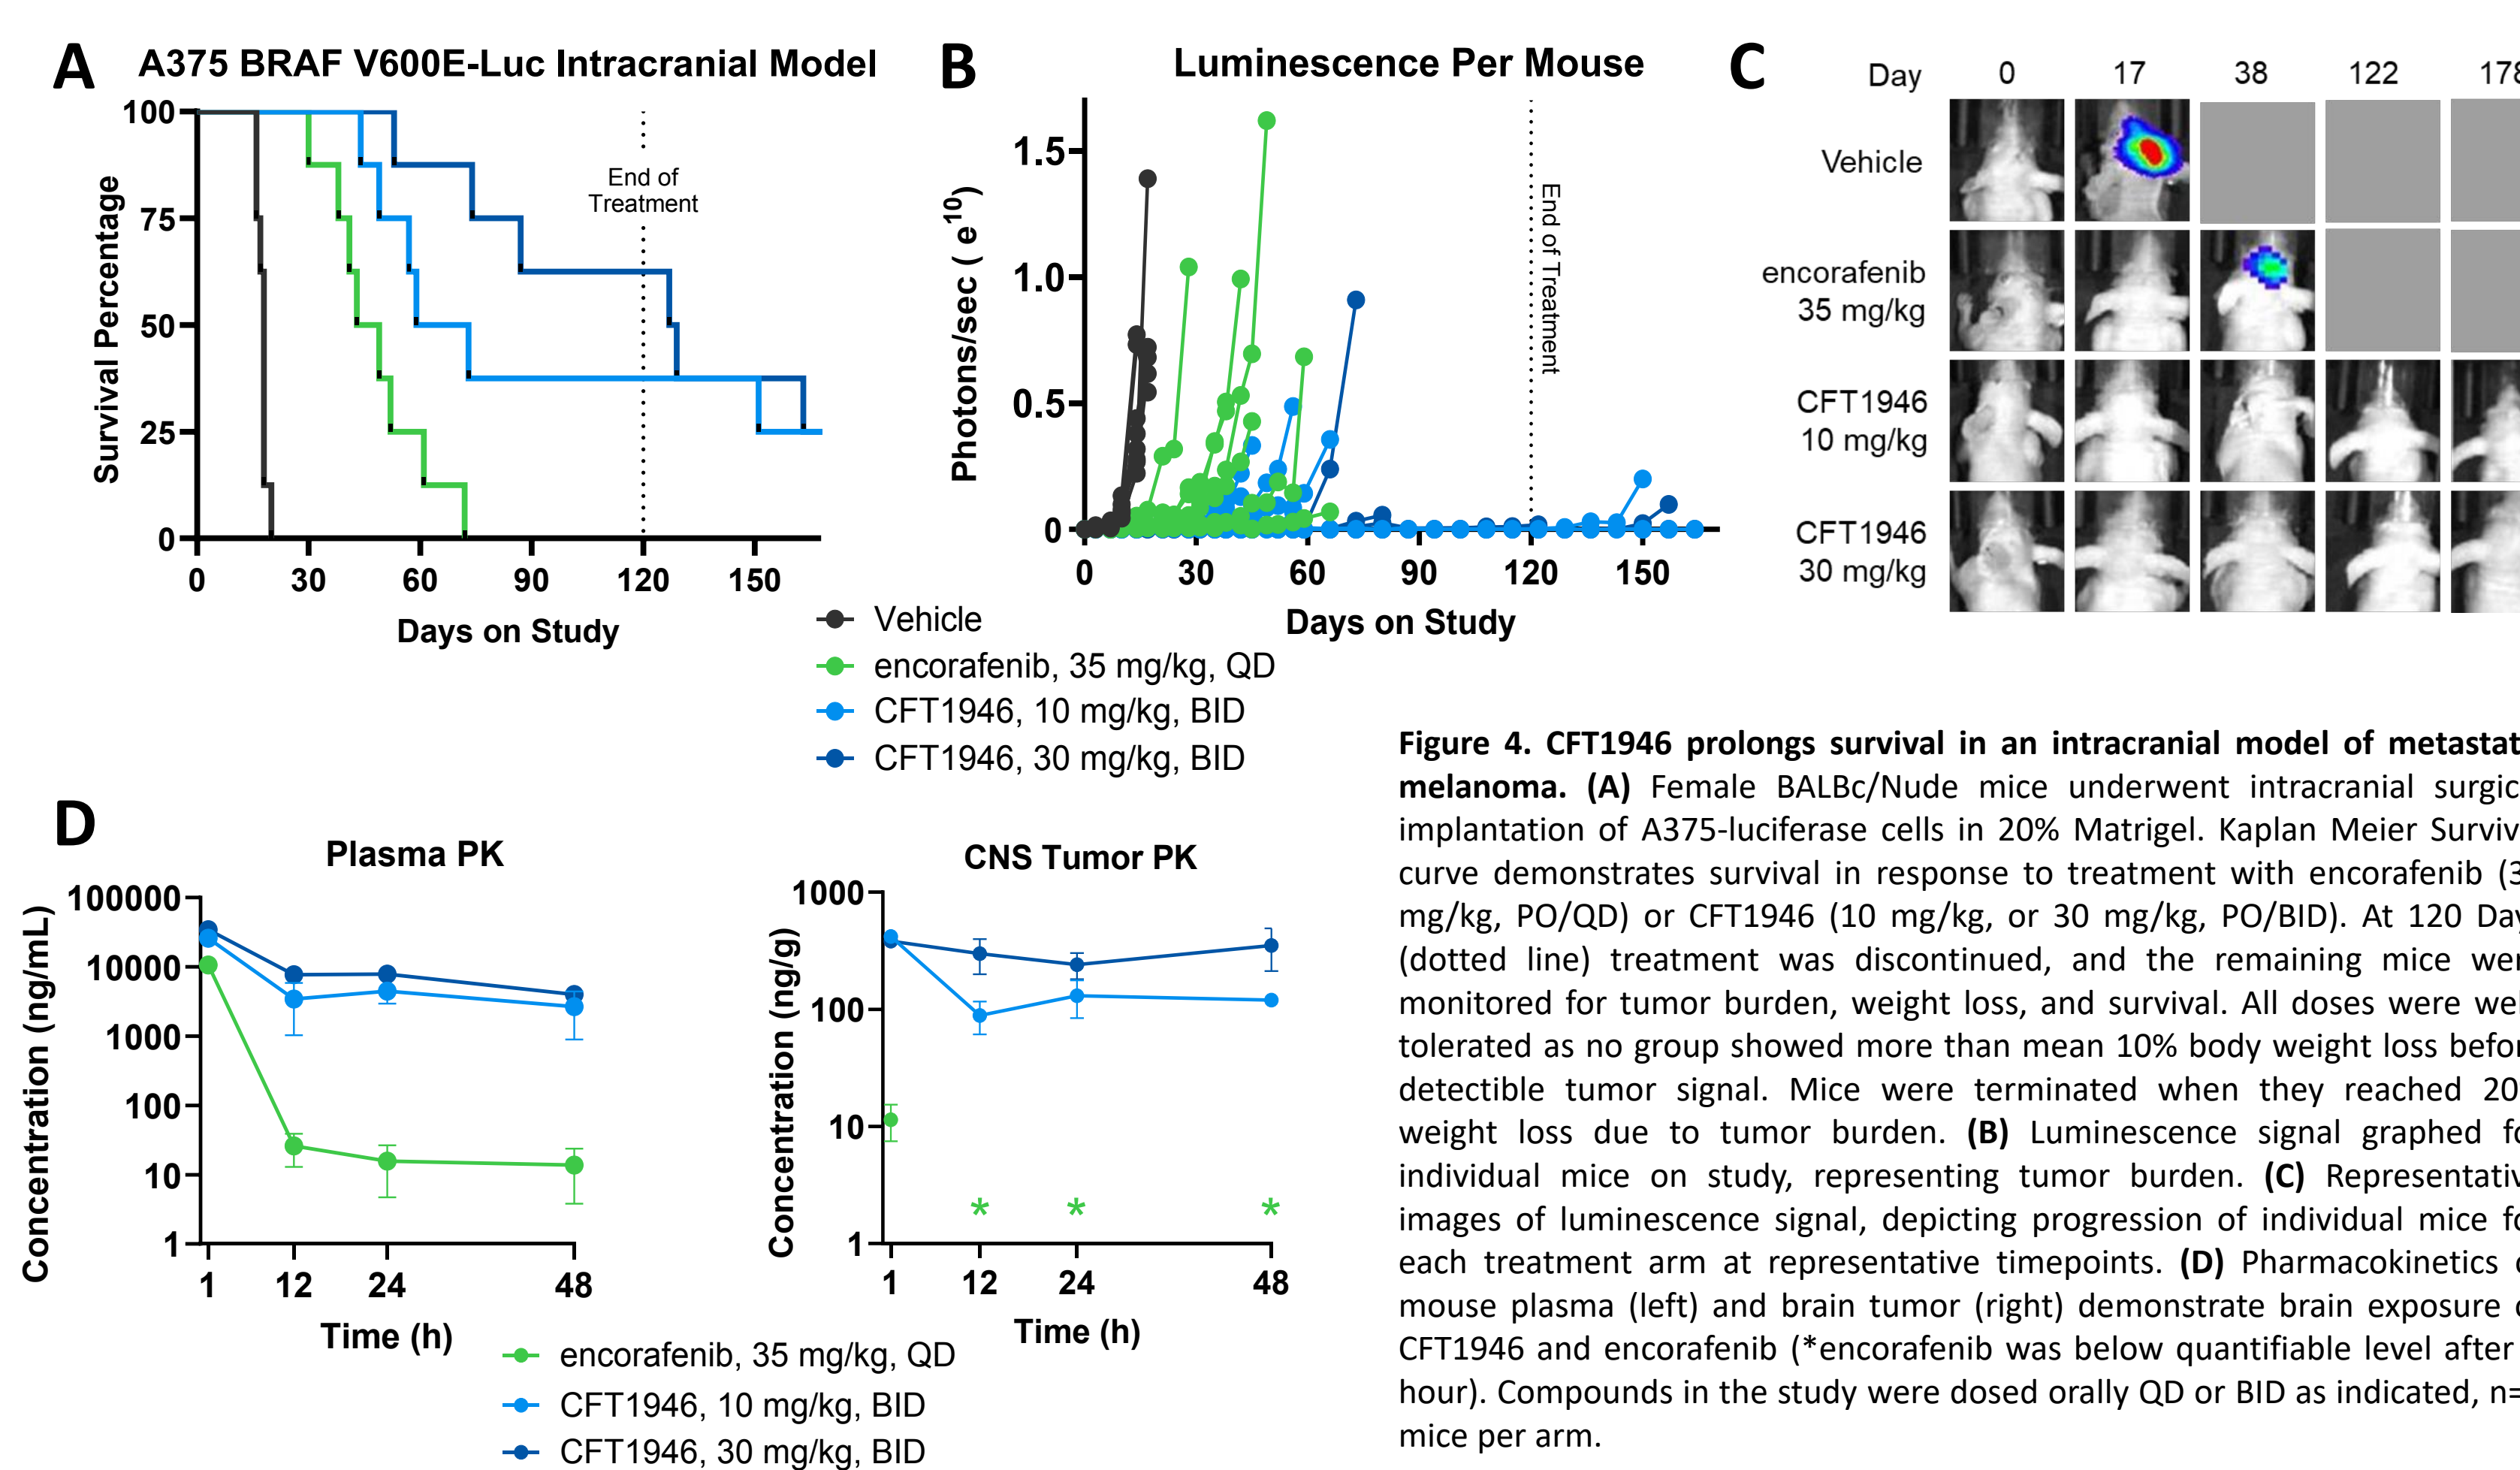 A
A375 BRAF V600E-Luc Intracranial Model
Survival Percentage
100
75
50
25
0
End of
Treatment
0 30 60 90 120 150
Days on Study
B
Luminescence Per Mouse
Photons/sec ( e10)
1.5
1.0
0.5
0
End of Treatment
0 30 60 90 120 150
Days on Study
Vehicle
encorafenib, 35 mg/kg, QD
CFT1946, 10 mg/kg, BID
CFT1946, 30 mg/kg, BID
C
Day 0 17 38 122 178
Vehicle
encorafenib
35 mg/kg
CFT1946
10 mg/kg
CFT1946
30 mg/kg
D
Plasma PK
Concentration (ng/mL)
100000
10000
1000
100
10
1
1 12 24 48
Time (h)
CNS Tumor PK
Concentration (ng/g)
1000
100
10
1
* * *
1 12 24 48
Time (h)
encorafenib, 35 mg/kg, QD
CFT1946, 10 mg/kg, BID
CFT1946, 30 mg/kg, BID
Figure 4. CFT1946 prolongs survival in an intracranial model of metastat
melanoma. (A) Female BALBc/Nude mice underwent intracranial surgic
implantation of A375-luciferase cells in 20% Matrigel. Kaplan Meier Surviv
curve demonstrates survival in response to treatment with encorafenib (3
mg/kg, PO/QD) or CFT1946 (10 mg/kg, or 30 mg/kg, PO/BID). At 120 Day
(dotted line) treatment was discontinued, and the remaining mice wer
monitored for tumor burden, weight loss, and survival. All doses were wel
tolerated as no group showed more than mean 10% body weight loss befor
detectible tumor signal. Mice were terminated when they reached 20
weight loss due to tumor burden. (B) Luminescence signal graphed fo
individual mice on study, representing tumor burden. (C) Representativ
images of luminescence signal, depicting progression of individual mice fo
each treatment arm at representative timepoints. (D) Pharmacokinetics
mouse plasma (left) and brain tumor (right) demonstrate brain exposure
CFT1946 and encorafenib (*encorafenib was below quantifiable level after
hour). Compounds in the study were dosed orally QD or BID as indicated, n=
mice per arm.